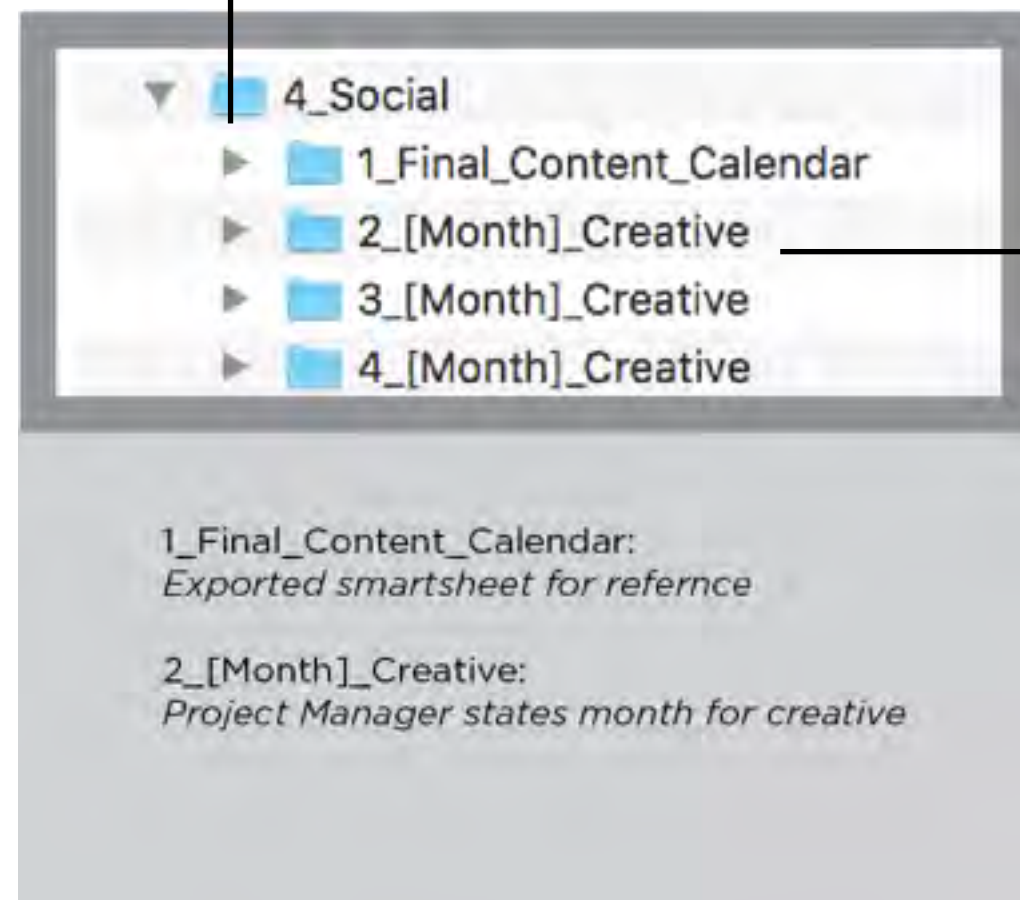 4_Social
1_Final_Content_Calendar
2_[Month]_Creative
3_[Month]_Creative
4_[Month]_Creative
1_Final_Content_Calendar:
Exported smartsheet for refernce
2_[Month]_Creative:
Project Manager states month for creative